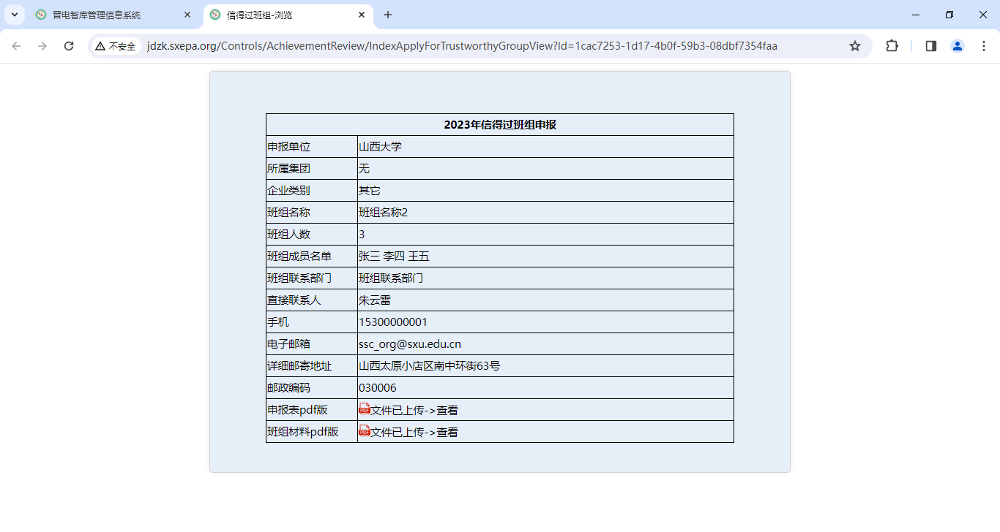 晋电智库管理信息系统
信得过班组-浏览
不安全
jdzk.sxepa.org/Controls/AchievementReview/IndexApplyForTrustworthyGroupView?Id=1cac7253-1d17-4b0f-59b3-08dbf7354faa
2023年信得过班组申报
申报单位 山西大学
所属集团 无
企业类别 其它
班组名称 班组名称2
班组人数 3
班组成员名单 张三 李四 王五
班组联系部门 班组联系部门
直接联系人 朱云雷
手机 15300000001
电子邮箱 ssc_org@sxu.edu.cn
详细邮寄地址 山西太原小店区南中环街63号
邮政编码 030006
申报表pdf版 文件已上传->查看
班组材料pdf版 文件已上传->查看